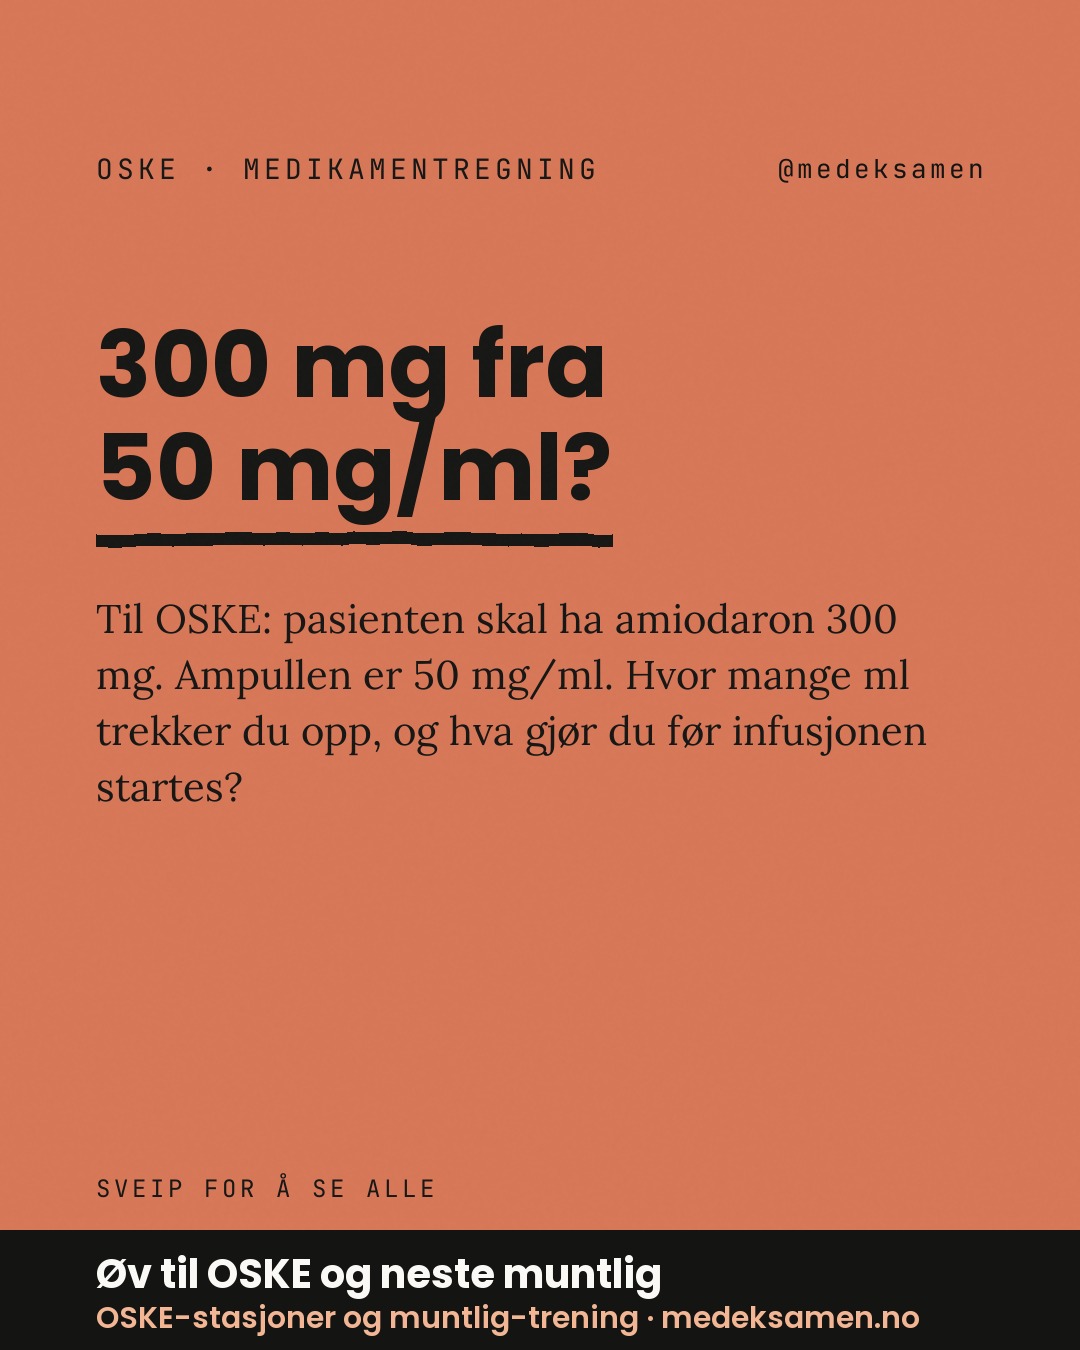 OSKE · MEDIKAMENTREGNING
@medeksamen
300 mg fra
50 mg/ml?
Til OSKE: pasienten skal ha amiodaron 300
mg. Ampullen er 50 mg/ml. Hvor mange ml
trekker du opp, og hva gjør du før infusjonen
startes?
SVEIP FOR Å SE ALLE
Øv til OSKE og neste muntlig
OSKE-stasjoner og muntlig-trening · medeksamen.no